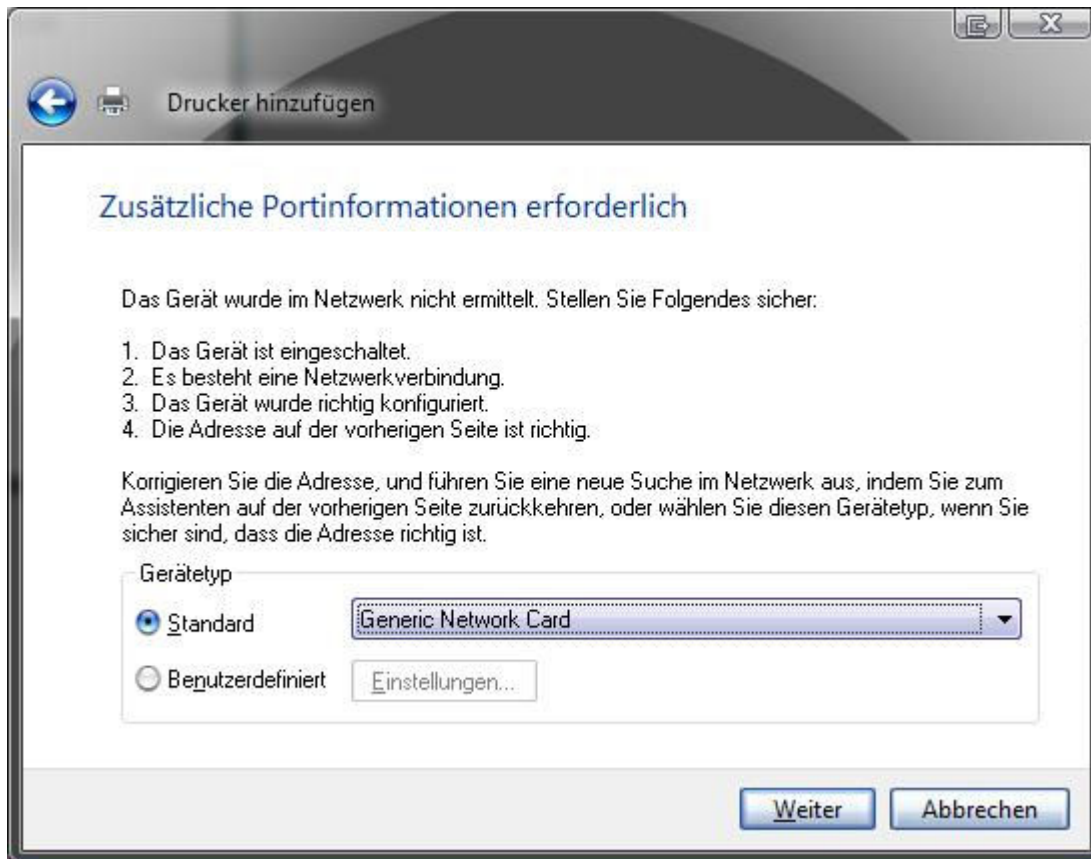 Drucker hinzufügen
Zusätzliche Portinformationen erforderlich
Das Gerät wurde im Netzwerk nicht ermittelt. Stellen Sie Folgendes sicher:
1. Das Gerät ist eingeschaltet.
2. Es besteht eine Netzwerkverbindung.
3. Das Gerät wurde richtig konfiguriert.
4. Die Adresse auf der vorherigen Seite ist richtig.
Korrigieren Sie die Adresse, und führen Sie eine neue Suche im Netzwerk aus, indem Sie zum
Assistenten auf der vorherigen Seite zurückkehren, oder wählen Sie diesen Gerätetyp, wenn Sie
sicher sind, dass die Adresse richtig ist.
Gerätetyp
Standard Generic Network Card
Benutzerdefiniert Einstellungen...
Weiter Abbrechen